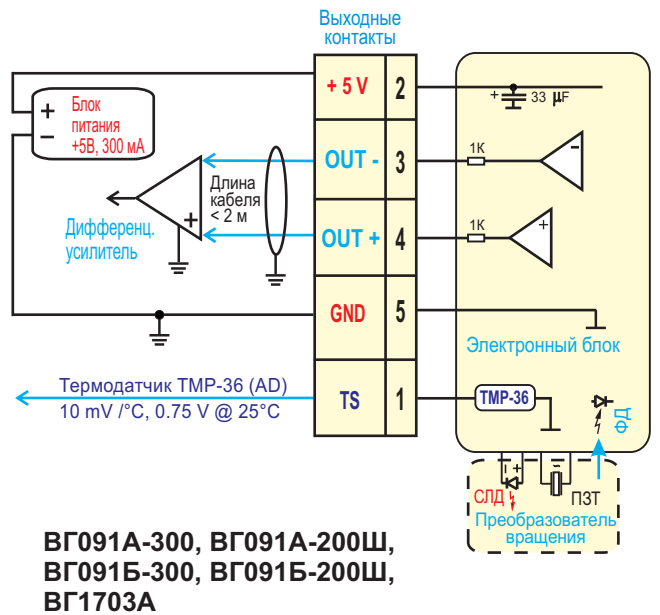 Выходные
контакты
+ 5 V 2
+ 33 µF
+ Блок
− питания
+5В, 300 мА
OUT - 3
1К
−
Длина
кабеля
< 2 м
+
Дифференц.
усилитель
OUT + 4
1К
+
GND 5
Электронный блок
Термодатчик TMP-36 (AD)
10 mV /°C, 0.75 V @ 25°C
TS 1
TMP-36
ФД
− + ~
СЛД ПЗТ
Преобразователь
вращения
ВГ091А-300, ВГ091А-200Ш,
ВГ091Б-300, ВГ091Б-200Ш,
ВГ1703А